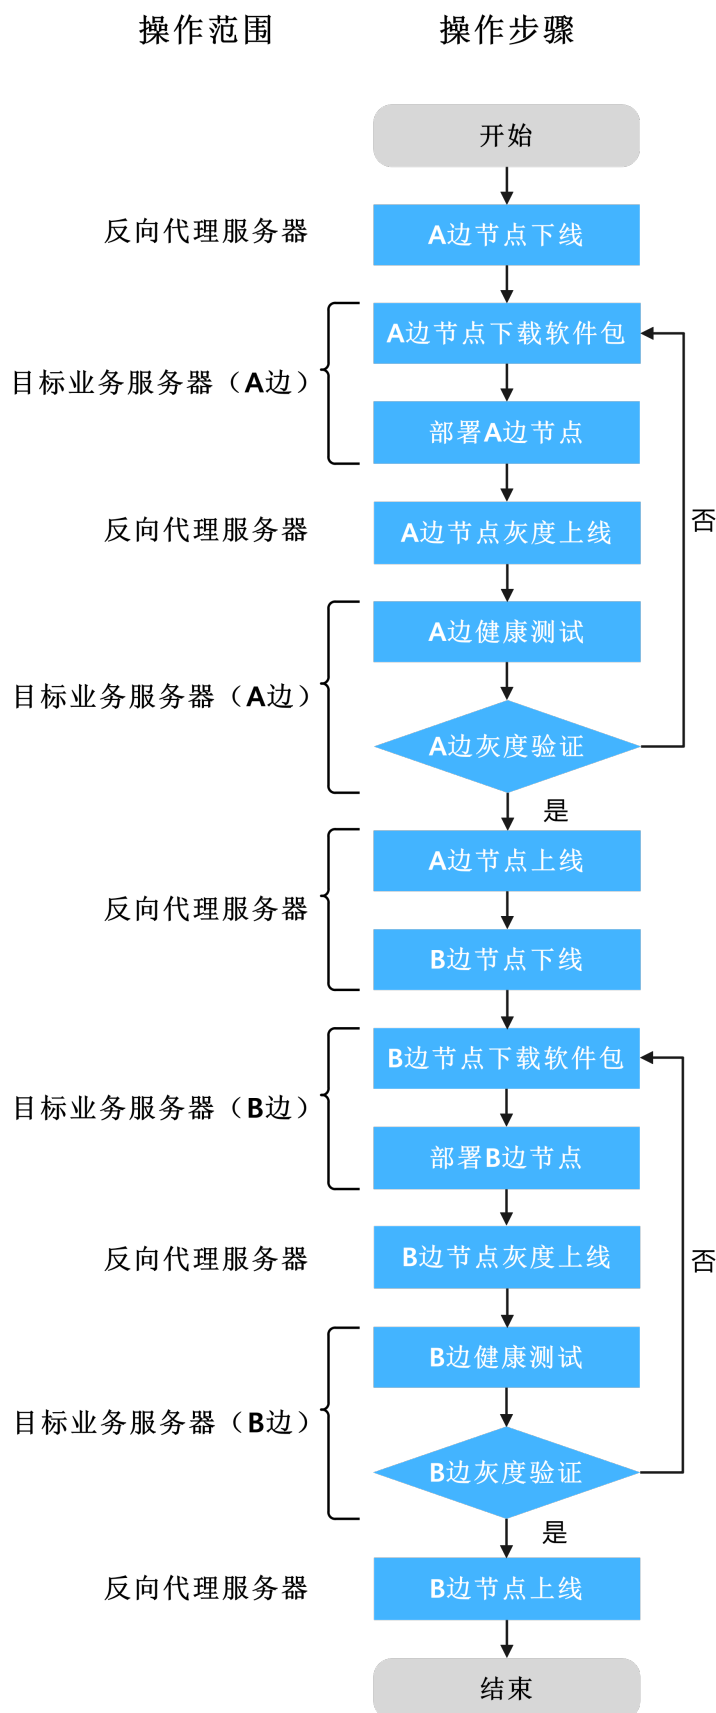 操作范围 操作步骤
开始
反向代理服务器 A边节点下线
A边节点下载软件包
目标业务服务器（A边）
部署A边节点
反向代理服务器 A边节点灰度上线
否
A边健康测试
目标业务服务器（A边）
A边灰度验证
是
A边节点上线
反向代理服务器
B边节点下线
B边节点下载软件包
目标业务服务器（B边）
部署B边节点
反向代理服务器 B边节点灰度上线
否
B边健康测试
目标业务服务器（B边）
B边灰度验证
是
反向代理服务器 B边节点上线
结束